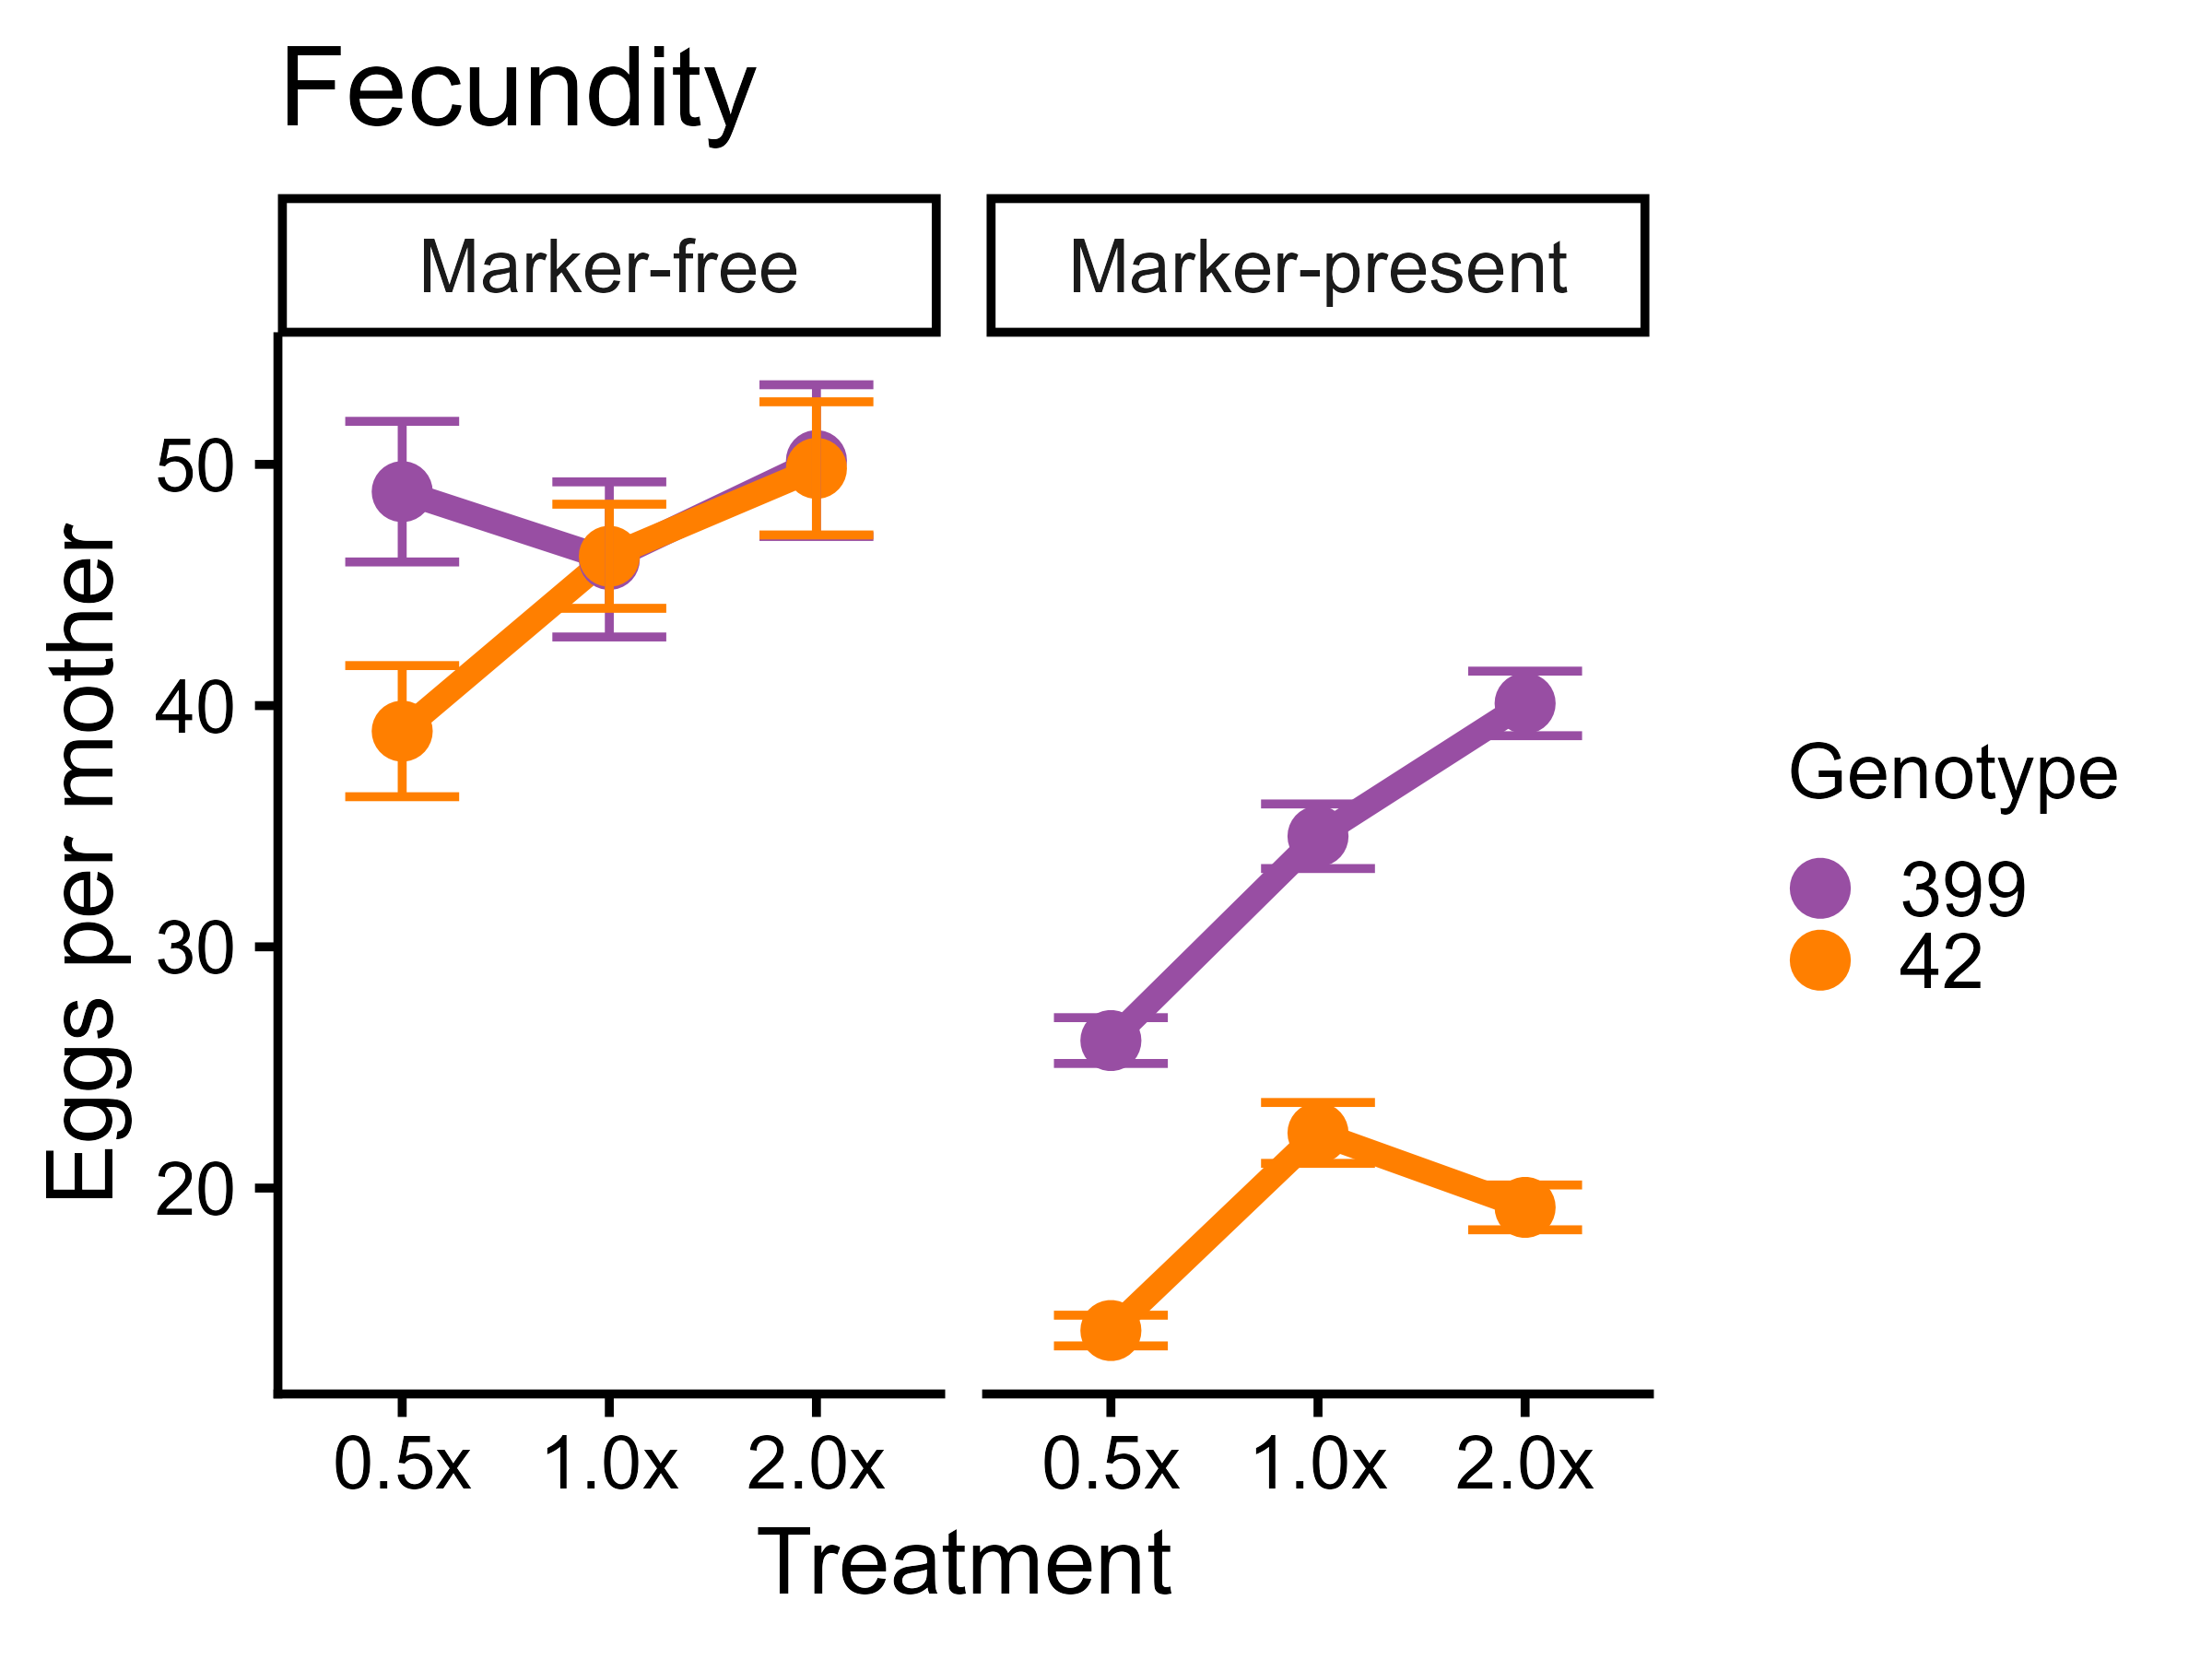 Fecundity
Marker-free Marker-present
50
40
30
20
Eggs per mother
0.5x 1.0x 2.0x 0.5x 1.0x 2.0x
Treatment
Genotype
399
42